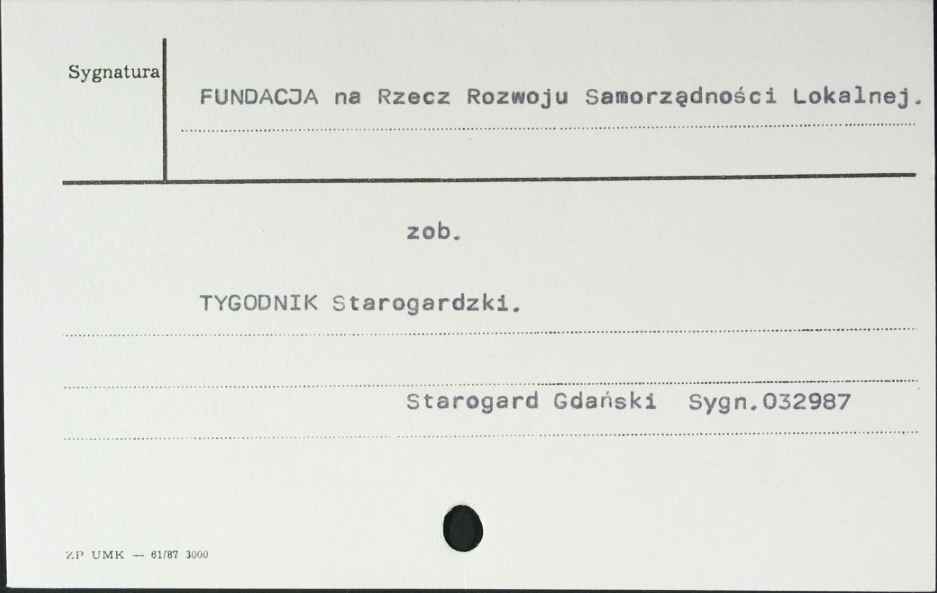 Sygnatura
FUNDACJA na Rzecz Rozwoju Samorządności Lokalnej.
zob.
TYGODNIK Starogardzki.
Starogard Gdański Sygn.032987
ZP UMK — 61/87 3000